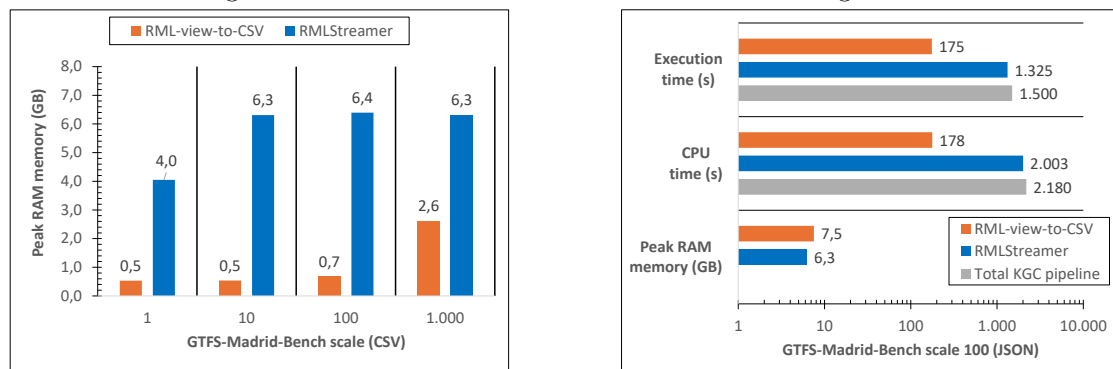 RML-view-to-CSV RMLStreamer
8,0
7,0
6,0
5,0
4,0
3,0
2,0
1,0
0,0
Peak RAM memory (GB)
0,5 4,0
0,5 6,3
0,7 6,4
2,6 6,3
1 10 100 1.000
GTFS-Madrid-Bench scale (CSV)
Execution
time (s)
175
1.325
1.500
CPU
time (s)
178
2.003
2.180
Peak RAM
memory (GB)
7,5
6,3
RML-view-to-CSV
RMLStreamer
Total KGC pipeline
1 10 100 1.000 10.000
GTFS-Madrid-Bench scale 100 (JSON)